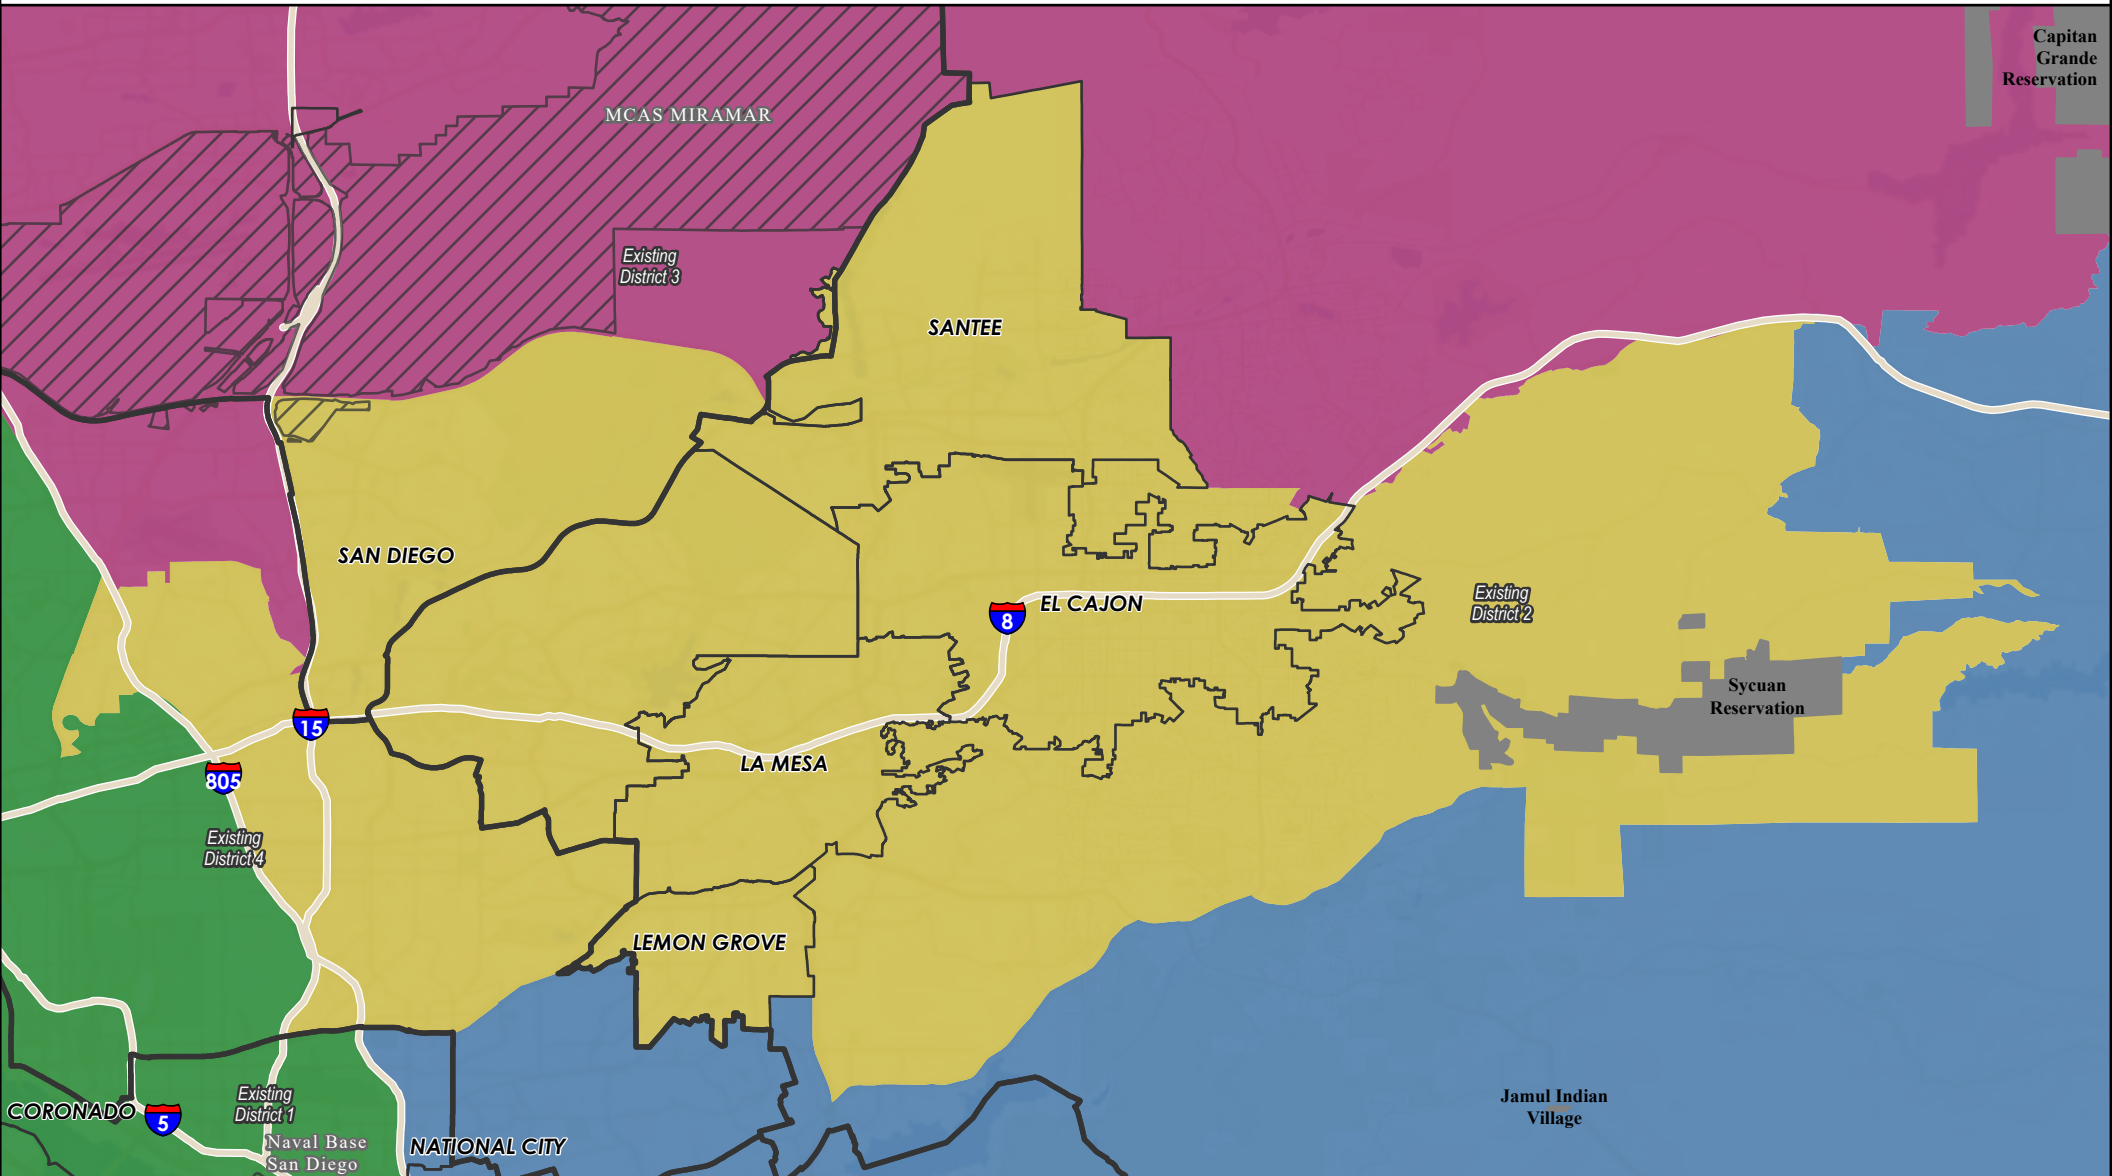 Capitan
Grande
Reservation
MCAS MIRAMAR
Existing
District 3
SANTEE
SAN DIEGO
8
EL CAJON
Existing
District 2
Sycuan
Reservation
15
LA MESA
805
Existing
District 4
LEMON GROVE
Existing
District 1
CORONADO
5
Jamul Indian
Village
Naval Base
San Diego
NATIONAL CITY